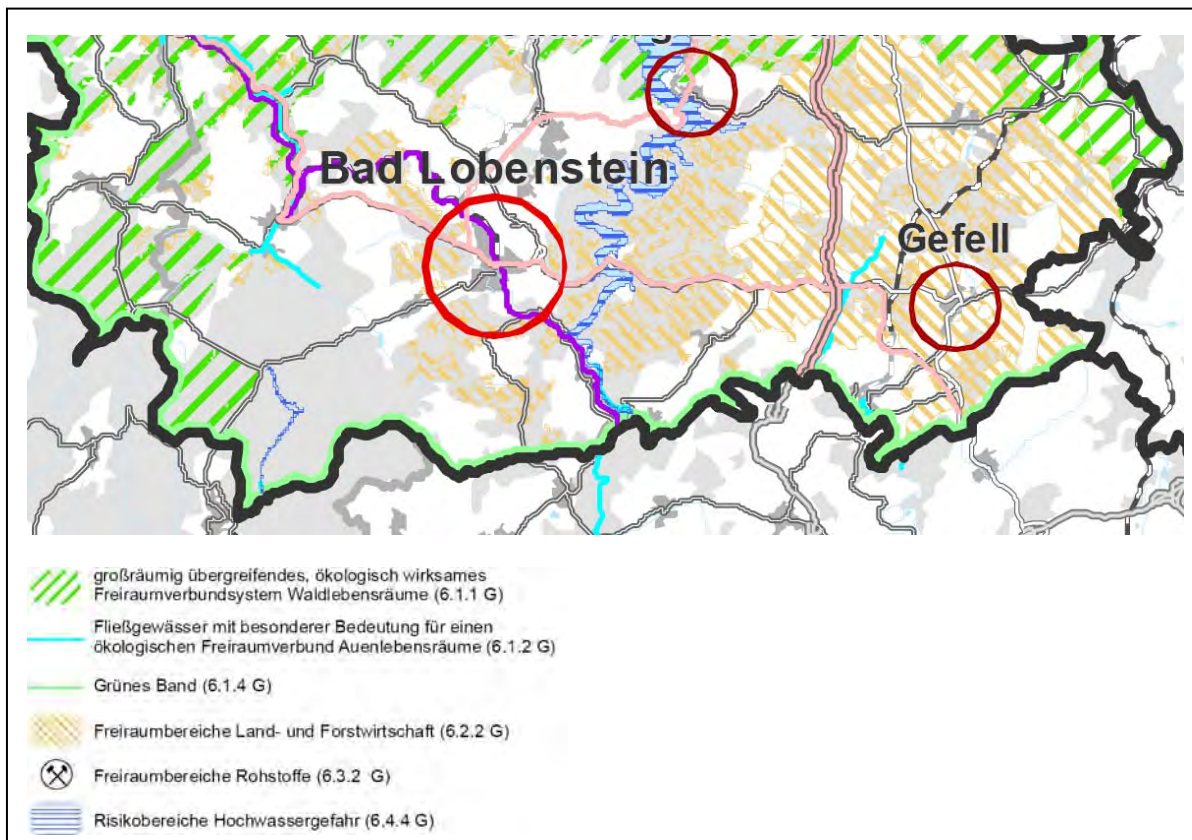 Bad Lobenstein
Gefell
großräumig übergreifendes, ökologisch wirksames
Freiraumverbundsystem Waldlebensräume (6.1.1 G)
Fließgewässer mit besonderer Bedeutung für einen
ökologischen Freiraumverbund Auenlebensräume (6.1.2 G)
Grünes Band (6.1.4 G)
Freiraumbereiche Land- und Forstwirtschaft (6.2.2 G)
Freiraumbereiche Rohstoffe (6.3.2 G)
Risikobereiche Hochwassergefahr (6.4.4 G)